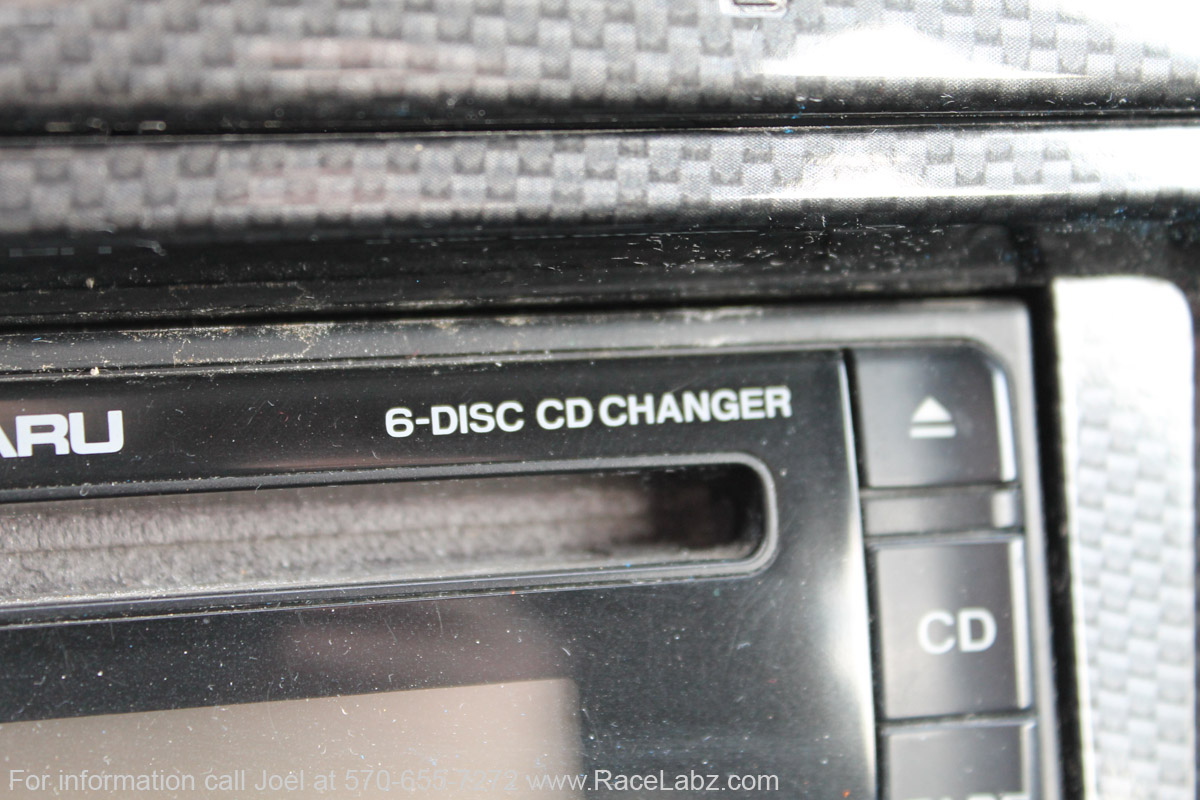 ARU
6-DISC CD CHANGER
CD
For information call Joel at www.RaceLabz.com